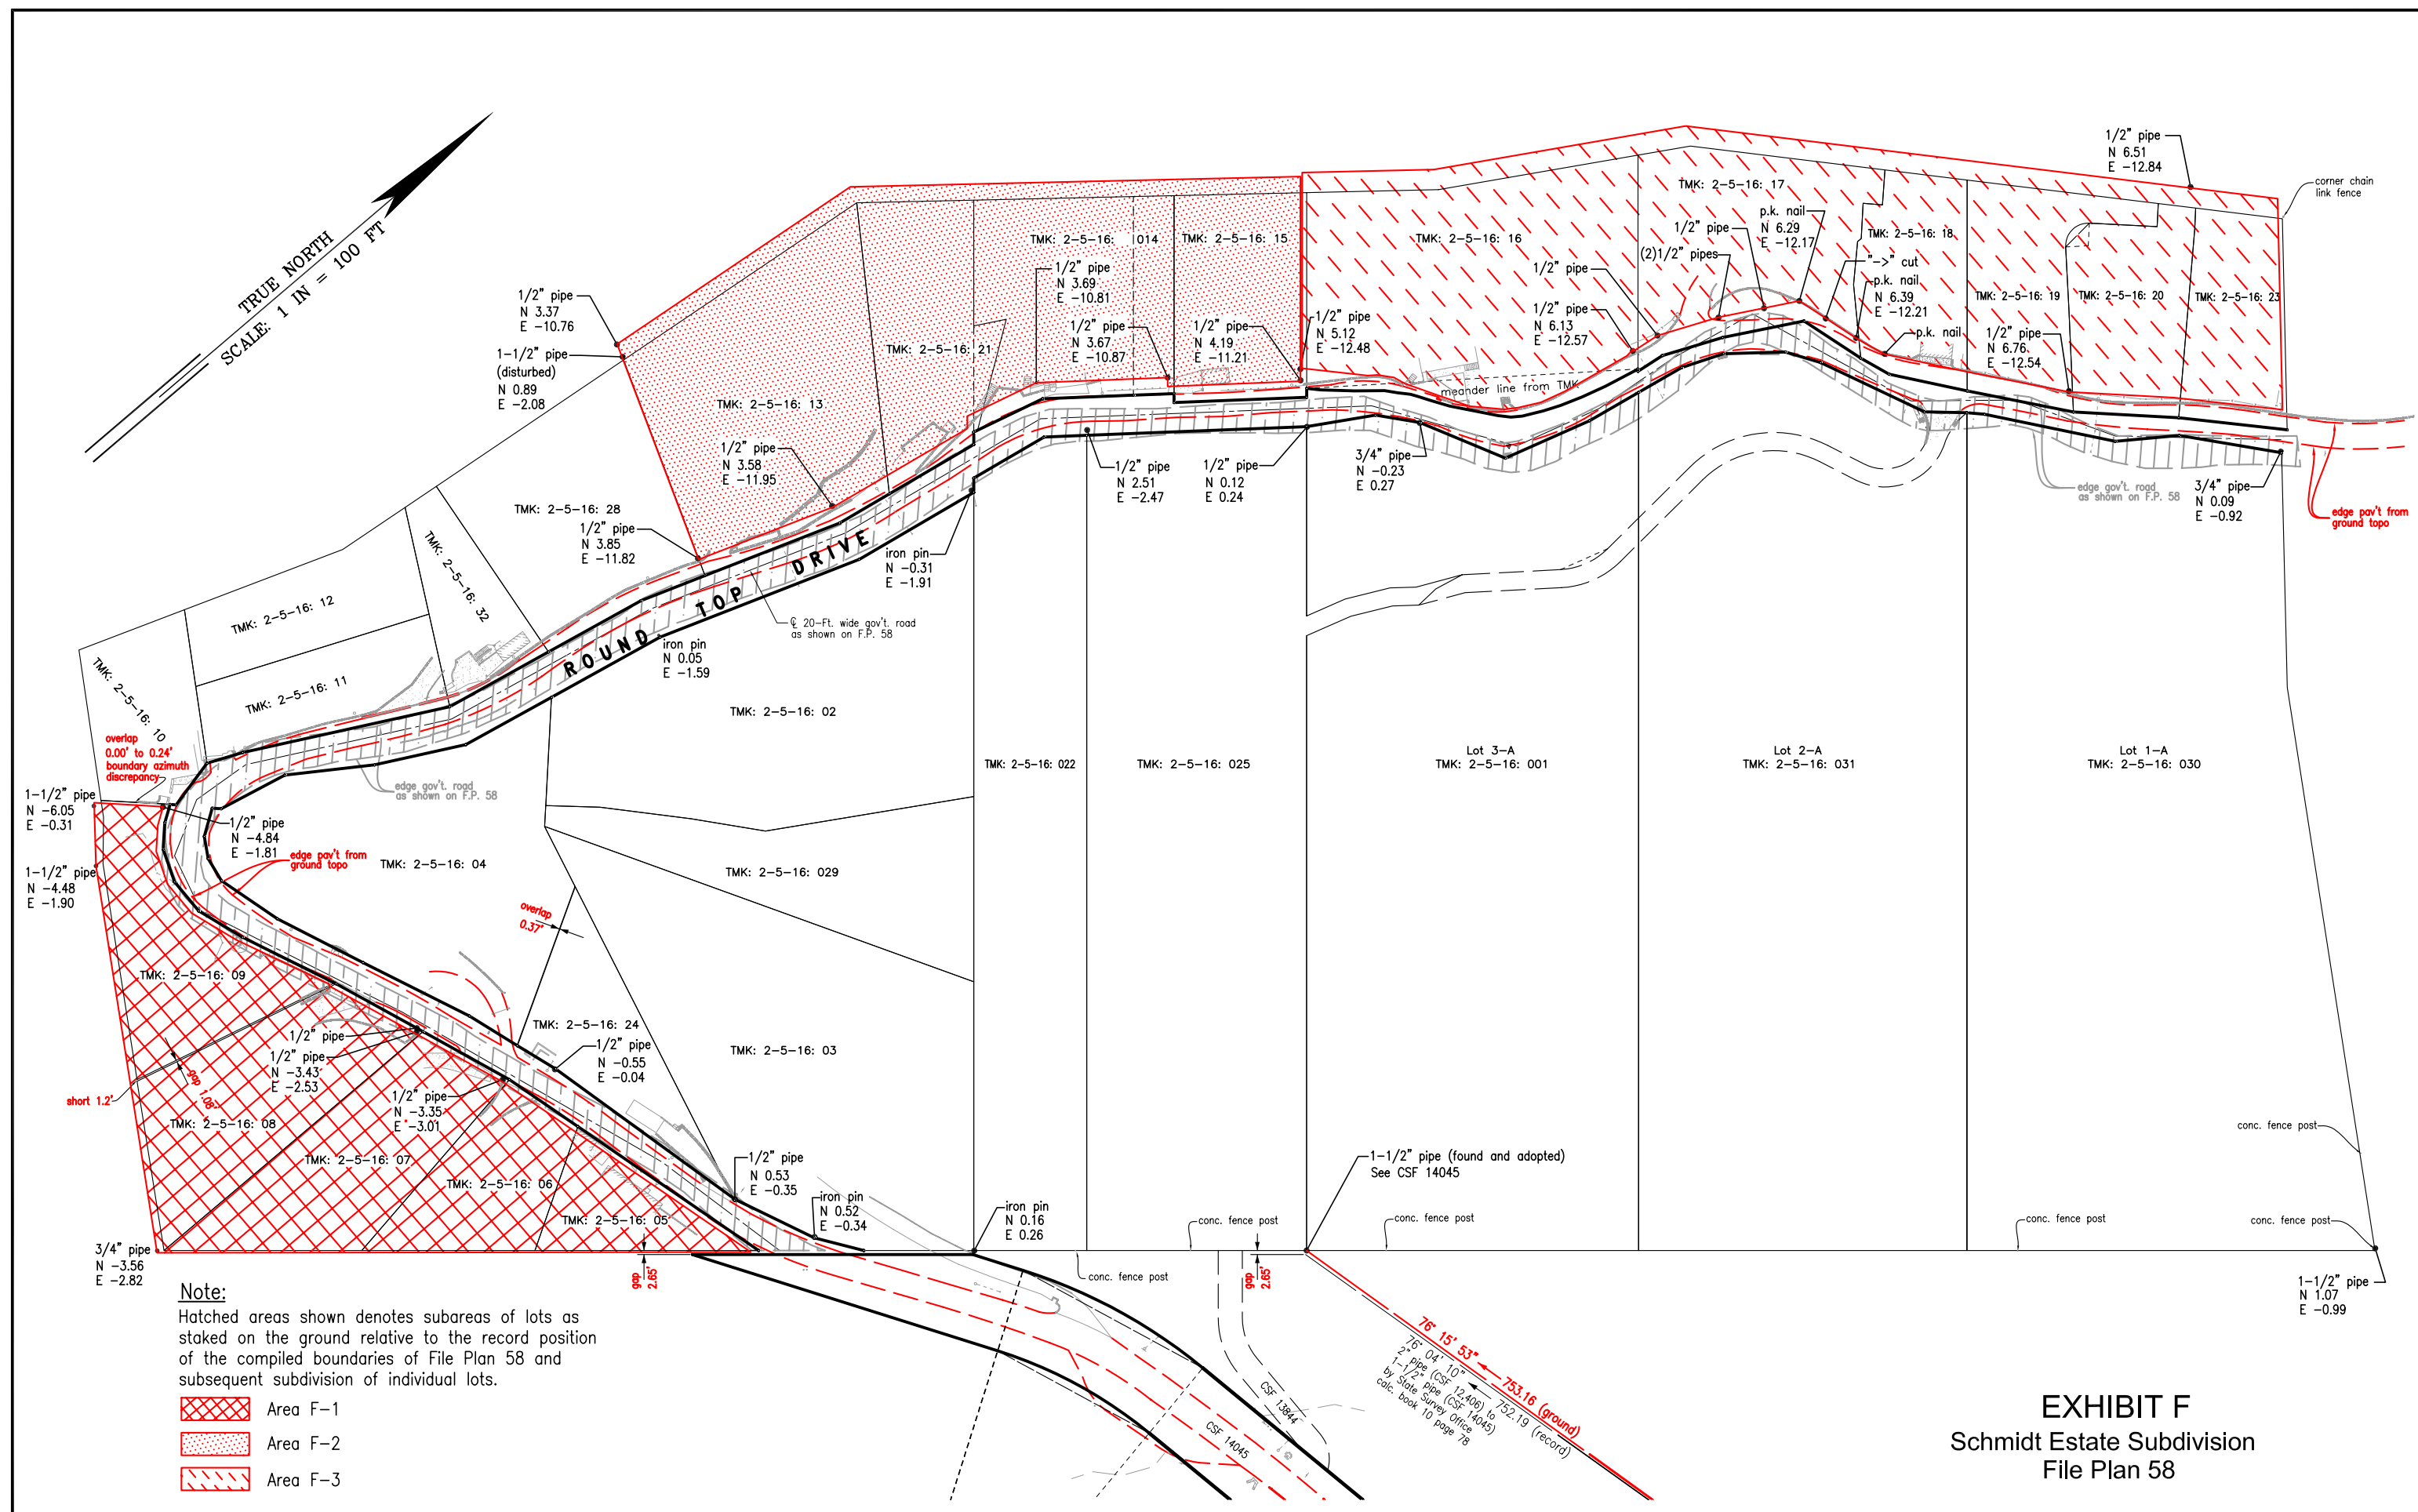 TRUE NORTH
SCALE: 1 IN = 100 FT
1/2" pipe
N 6.51
E -12.84
corner chain
link fence
TMK: 2-5-16: 17
p.k. nail
N 6.29
E -12.17
1/2" pipe
(2)1/2" pipes
TMK: 2-5-16: 18
"->" cut
p.k. nail
N 6.39
E -12.21
p.k. nail
TMK: 2-5-16: 014
TMK: 2-5-16: 15
TMK: 2-5-16: 16
1/2" pipe
1/2" pipe
N 3.69
E -10.81
1/2" pipe
N 3.37
E -10.76
1-1/2" pipe
(disturbed)
N 0.89
E -2.08
1/2" pipe
N 3.67
E -10.87
1/2" pipe
N 4.19
E -11.21
1/2" pipe
N 5.12
E -12.48
1/2" pipe
N 6.13
E -12.57
TMK: 2-5-16: 19
TMK: 2-5-16: 20
TMK: 2-5-16: 23
1/2" pipe
N 6.76
E -12.54
TMK: 2-5-16: 21
TMK: 2-5-16: 13
meander line from TMK
1/2" pipe
N 3.58
E -11.95
1/2" pipe
N 2.51
E -2.47
1/2" pipe
N 0.12
E 0.24
3/4" pipe
N -0.23
E 0.27
edge gov't. road
as shown on F.P. 58
3/4" pipe
N 0.09
E -0.92
edge pav't from
ground topo
TMK: 2-5-16: 28
1/2" pipe
N 3.85
E -11.82
iron pin
N -0.31
E -1.91
ROUND TOP DRIVE
℄ 20-Ft. wide gov't. road
as shown on F.P. 58
iron pin
N 0.05
E -1.59
TMK: 2-5-16: 32
TMK: 2-5-16: 12
TMK: 2-5-16: 11
TMK: 2-5-16: 10
overlap
0.00' to 0.24'
boundary azimuth
discrepancy
TMK: 2-5-16: 02
TMK: 2-5-16: 022
TMK: 2-5-16: 025
Lot 3-A
TMK: 2-5-16: 001
Lot 2-A
TMK: 2-5-16: 031
Lot 1-A
TMK: 2-5-16: 030
edge gov't. road
as shown on F.P. 58
1-1/2" pipe
N -6.05
E -0.31
1/2" pipe
N -4.84
E -1.81
edge pav't from
ground topo
TMK: 2-5-16: 04
1-1/2" pipe
N -4.48
E -1.90
TMK: 2-5-16: 029
overlap
0.37'
TMK: 2-5-16: 09
TMK: 2-5-16: 24
1/2" pipe
1/2" pipe
N -3.43
E -2.53
1/2" pipe
N -0.55
E -0.04
TMK: 2-5-16: 03
gap 1.08'
short 1.2'
1/2" pipe
N -3.35
E -3.01
TMK: 2-5-16: 08
TMK: 2-5-16: 07
TMK: 2-5-16: 06
TMK: 2-5-16: 05
1/2" pipe
N 0.53
E -0.35
iron pin
N 0.52
E -0.34
iron pin
N 0.16
E 0.26
1-1/2" pipe (found and adopted)
See CSF 14045
conc. fence post
conc. fence post
conc. fence post
conc. fence post
conc. fence post
conc. fence post
3/4" pipe
N -3.56
E -2.82
gap
2.65'
gap
2.65'
1-1/2" pipe
N 1.07
E -0.99
Note:
Hatched areas shown denotes subareas of lots as
staked on the ground relative to the record position
of the compiled boundaries of File Plan 58 and
subsequent subdivision of individual lots.
Area F-1
Area F-2
Area F-3
CSF 14045
CSF 13844
76° 15' 53" 753.16 (ground)
76° 04' 10" 752.19 (record)
2" pipe (CSF 12,406) to
1-1/2" pipe (CSF 14045)
by State Survey Office
calc. book 10 page 78
EXHIBIT F
Schmidt Estate Subdivision
File Plan 58